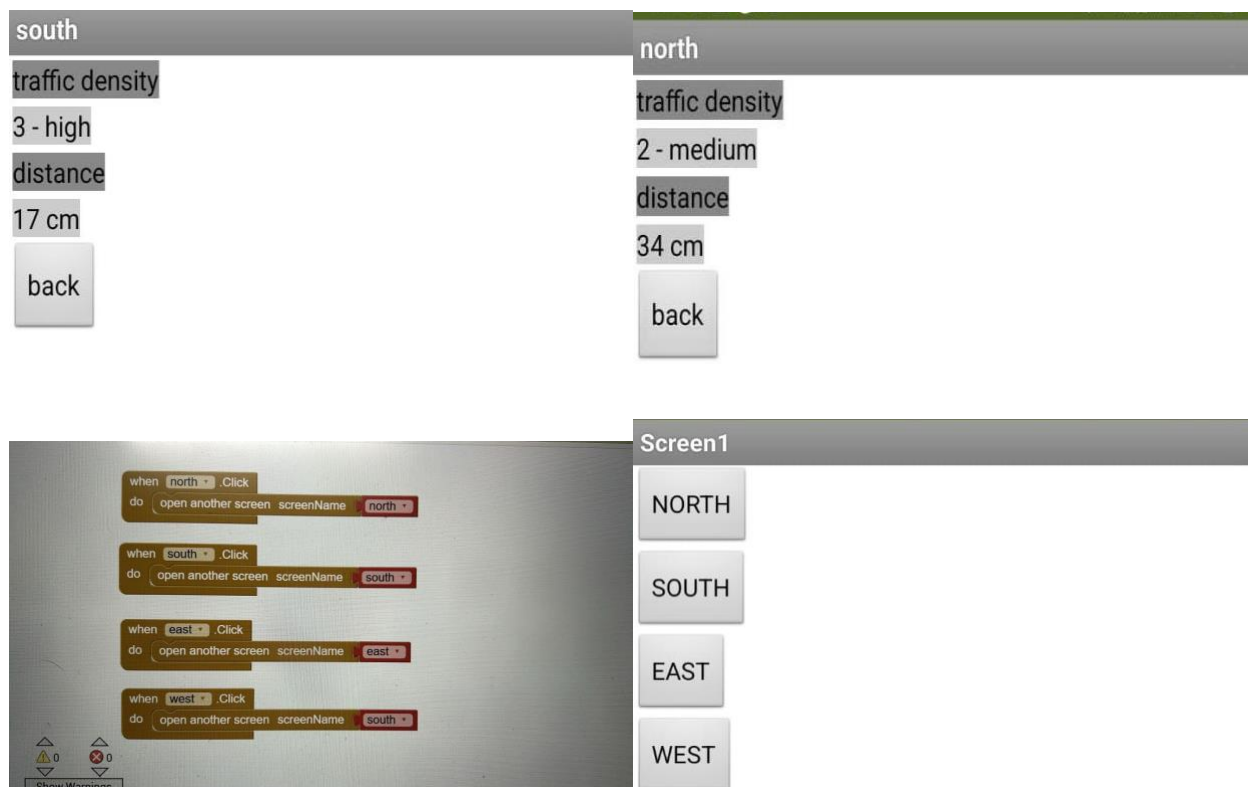 south
traffic density
3 - high
distance
17 cm
back
north
traffic density
2 - medium
distance
34 cm
back
when north .Click
do open another screen screenName north
when south .Click
do open another screen screenName south
when east .Click
do open another screen screenName east
when west .Click
do open another screen screenName south
0 0
Show Warnings
Screen1
NORTH
SOUTH
EAST
WEST